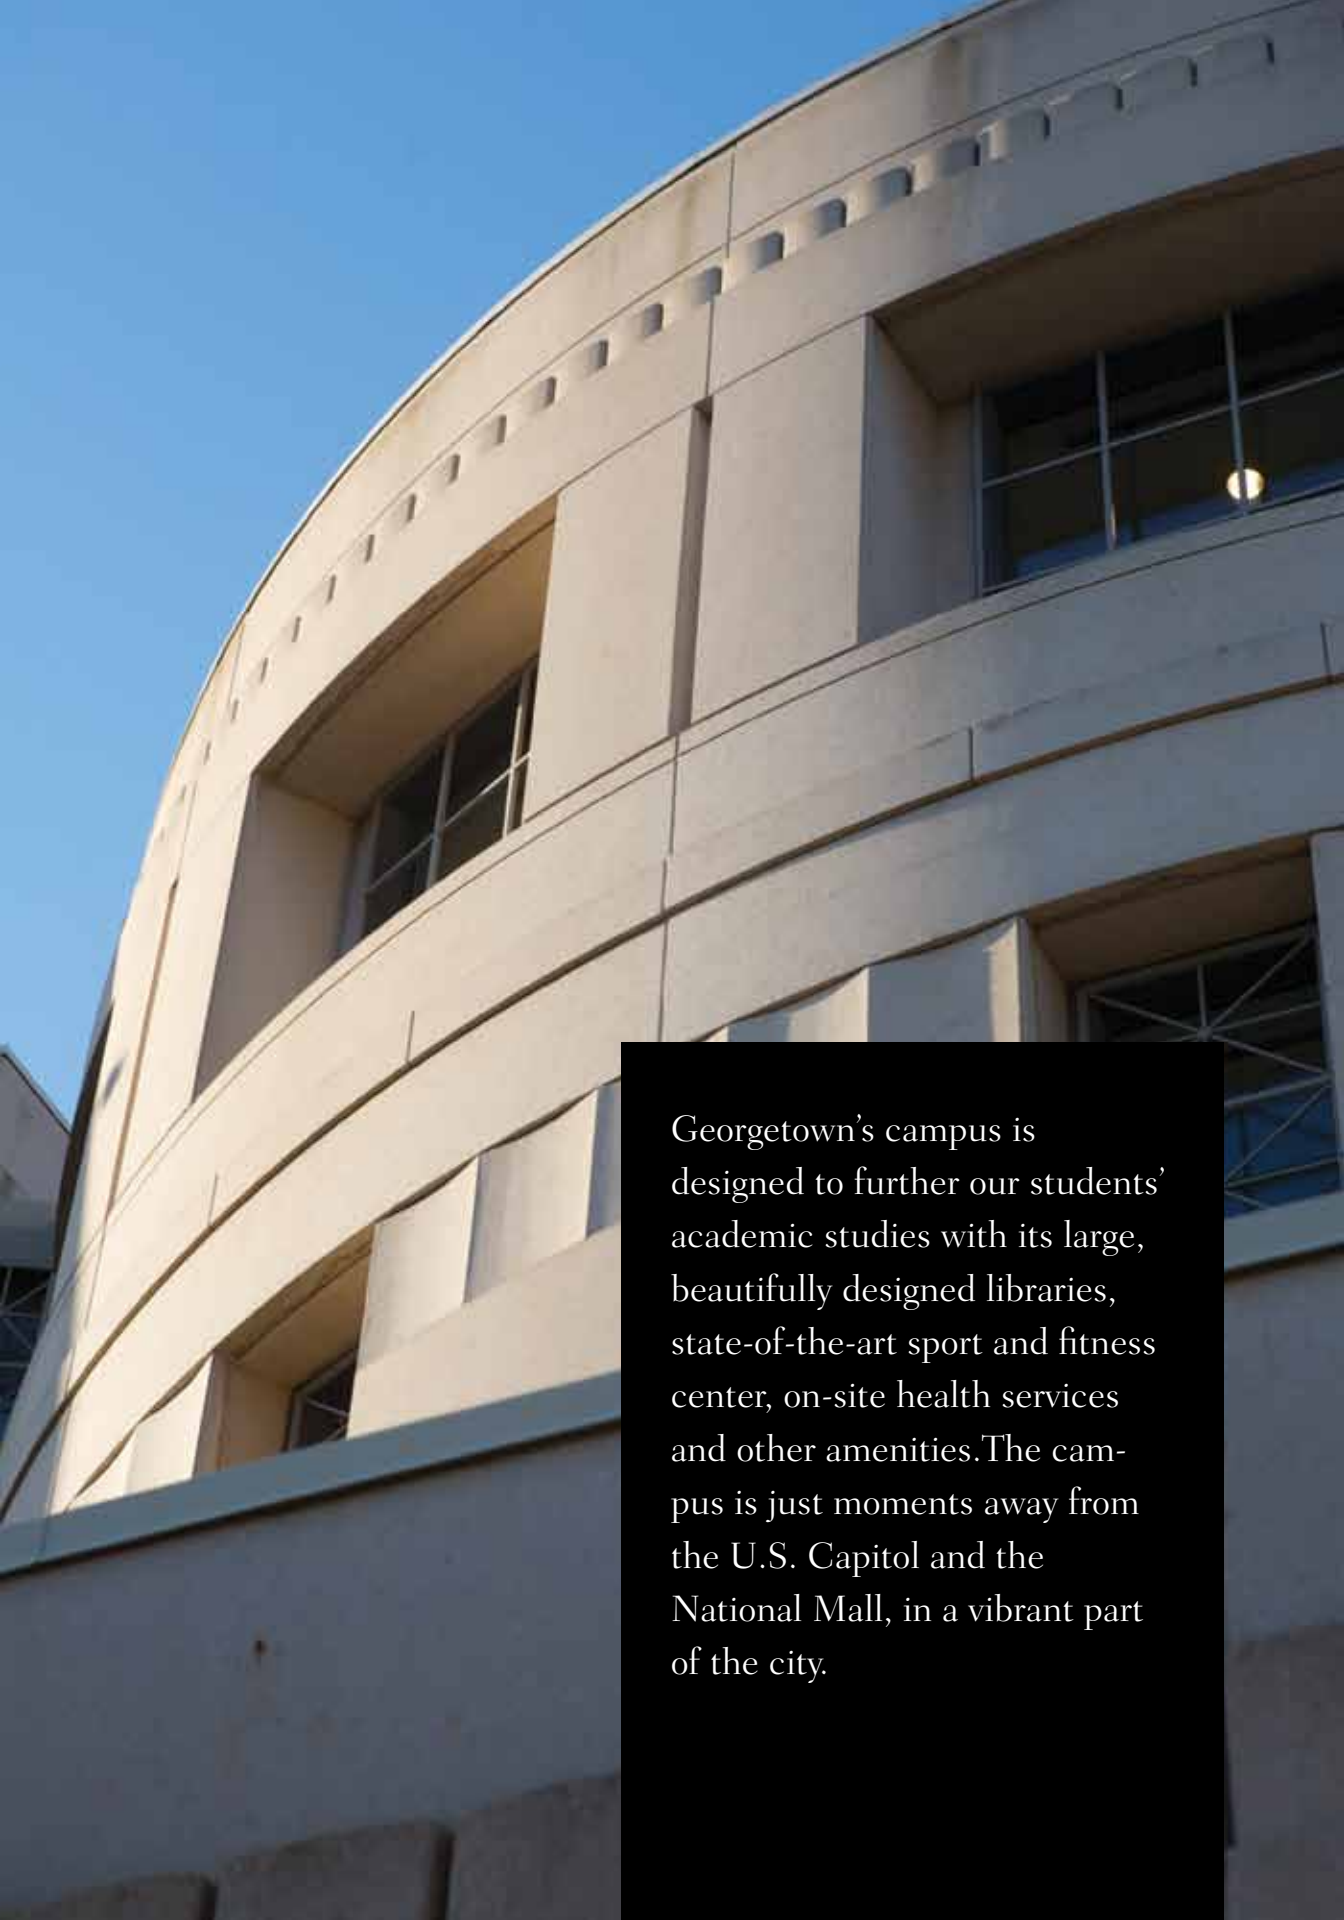 Georgetown’s campus is
designed to further our students’
academic studies with its large,
beautifully designed libraries,
state-of-the-art sport and fitness
center, on-site health services
and other amenities.The cam-
pus is just moments away from
the U.S. Capitol and the
National Mall, in a vibrant part
of the city.